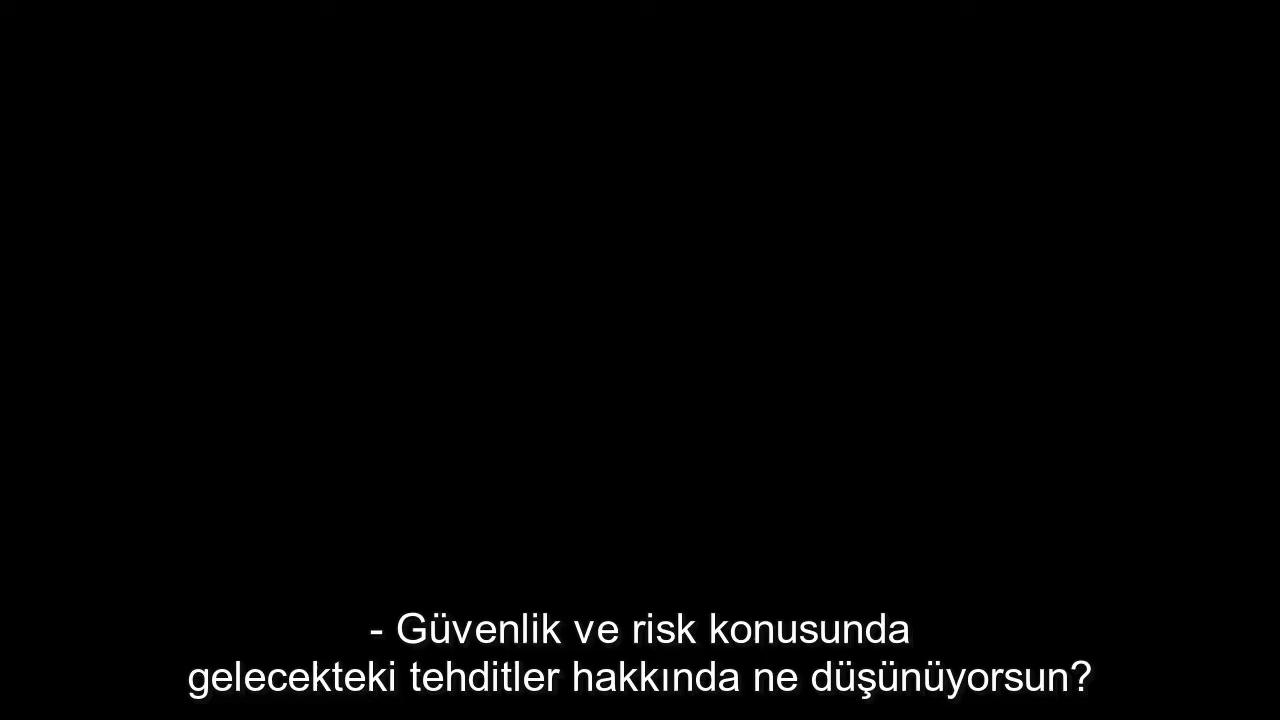 - Güvenlik ve risk konusunda
gelecekteki tehditler hakkında ne düşünüyorsun?